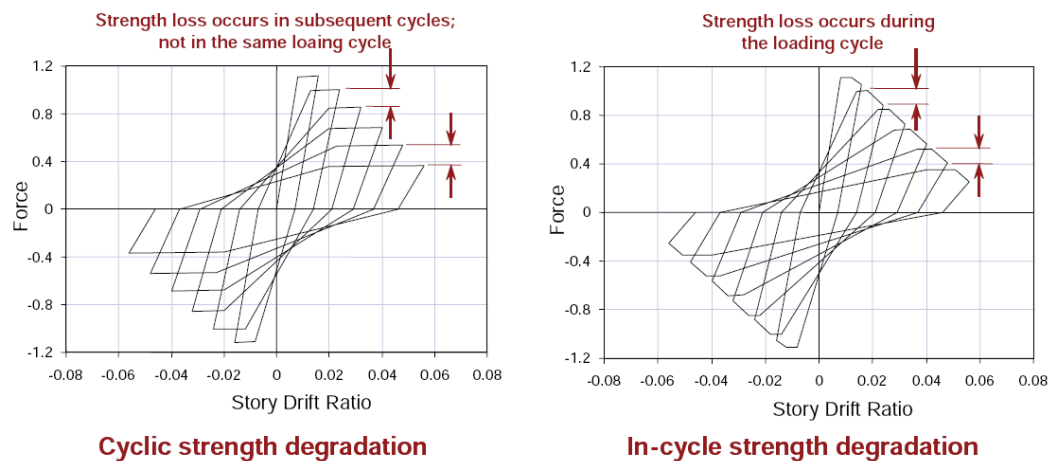 Strength loss occurs in subsequent cycles;
not in the same loaing cycle
1.2
0.8
0.4
0
-0.4
-0.8
-1.2
Force
-0.08 -0.06 -0.04 -0.02 0 0.02 0.04 0.06 0.08
Story Drift Ratio
Cyclic strength degradation
Strength loss occurs during
the loading cycle
1.2
0.8
0.4
0
-0.4
-0.8
-1.2
Force
-0.08 -0.06 -0.04 -0.02 0 0.02 0.04 0.06 0.08
Story Drift Ratio
In-cycle strength degradation